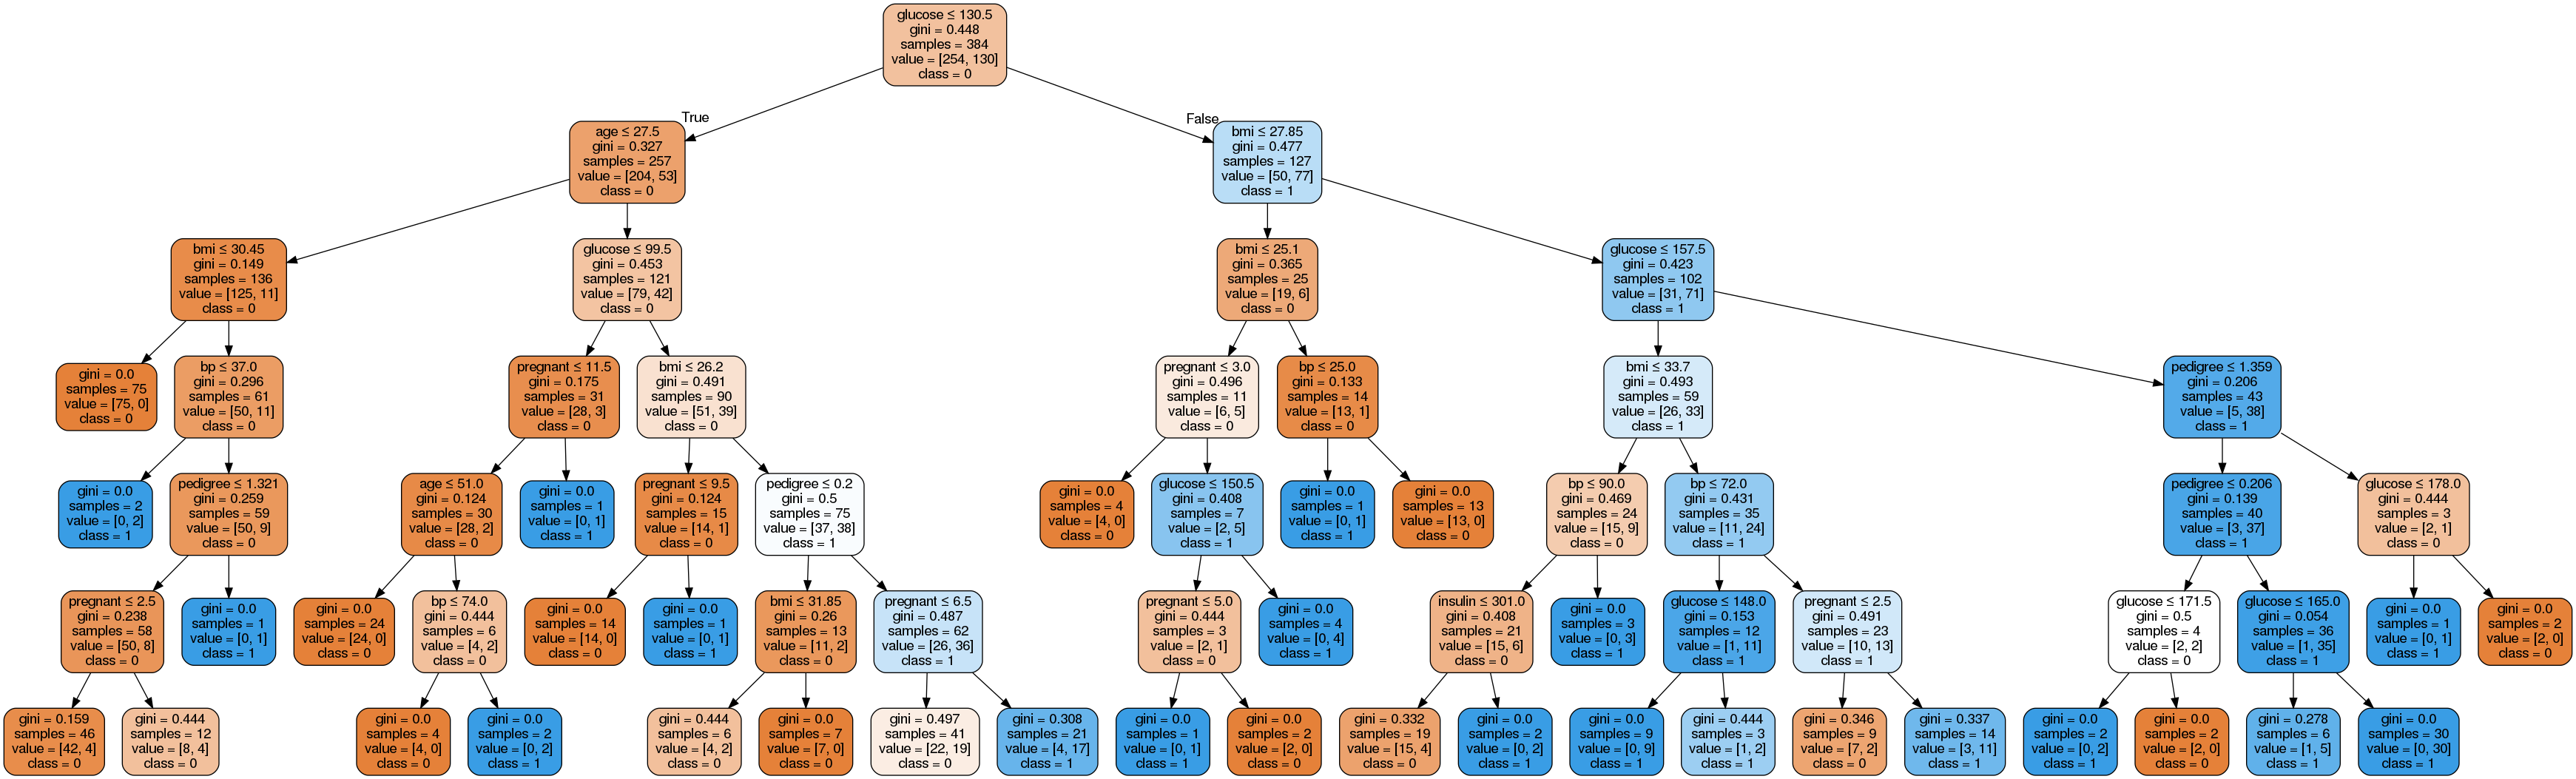 glucose ≤ 130.5
gini = 0.448
samples = 384
value = [254, 130]
class = 0
True
False
age ≤ 27.5
gini = 0.327
samples = 257
value = [204, 53]
class = 0
bmi ≤ 27.85
gini = 0.477
samples = 127
value = [50, 77]
class = 1
bmi ≤ 30.45
gini = 0.149
samples = 136
value = [125, 11]
class = 0
glucose ≤ 99.5
gini = 0.453
samples = 121
value = [79, 42]
class = 0
bmi ≤ 25.1
gini = 0.365
samples = 25
value = [19, 6]
class = 0
glucose ≤ 157.5
gini = 0.423
samples = 102
value = [31, 71]
class = 1
gini = 0.0
samples = 75
value = [75, 0]
class = 0
bp ≤ 37.0
gini = 0.296
samples = 61
value = [50, 11]
class = 0
pregnant ≤ 11.5
gini = 0.175
samples = 31
value = [28, 3]
class = 0
bmi ≤ 26.2
gini = 0.491
samples = 90
value = [51, 39]
class = 0
pregnant ≤ 3.0
gini = 0.496
samples = 11
value = [6, 5]
class = 0
bp ≤ 25.0
gini = 0.133
samples = 14
value = [13, 1]
class = 0
bmi ≤ 33.7
gini = 0.493
samples = 59
value = [26, 33]
class = 1
pedigree ≤ 1.359
gini = 0.206
samples = 43
value = [5, 38]
class = 1
gini = 0.0
samples = 2
value = [0, 2]
class = 1
pedigree ≤ 1.321
gini = 0.259
samples = 59
value = [50, 9]
class = 0
age ≤ 51.0
gini = 0.124
samples = 30
value = [28, 2]
class = 0
gini = 0.0
samples = 1
value = [0, 1]
class = 1
pregnant ≤ 9.5
gini = 0.124
samples = 15
value = [14, 1]
class = 0
pedigree ≤ 0.2
gini = 0.5
samples = 75
value = [37, 38]
class = 1
gini = 0.0
samples = 4
value = [4, 0]
class = 0
glucose ≤ 150.5
gini = 0.408
samples = 7
value = [2, 5]
class = 1
gini = 0.0
samples = 1
value = [0, 1]
class = 1
gini = 0.0
samples = 13
value = [13, 0]
class = 0
bp ≤ 90.0
gini = 0.469
samples = 24
value = [15, 9]
class = 0
bp ≤ 72.0
gini = 0.431
samples = 35
value = [11, 24]
class = 1
pedigree ≤ 0.206
gini = 0.139
samples = 40
value = [3, 37]
class = 1
glucose ≤ 178.0
gini = 0.444
samples = 3
value = [2, 1]
class = 0
pregnant ≤ 2.5
gini = 0.238
samples = 58
value = [50, 8]
class = 0
gini = 0.0
samples = 1
value = [0, 1]
class = 1
gini = 0.0
samples = 24
value = [24, 0]
class = 0
bp ≤ 74.0
gini = 0.444
samples = 6
value = [4, 2]
class = 0
gini = 0.0
samples = 14
value = [14, 0]
class = 0
gini = 0.0
samples = 1
value = [0, 1]
class = 1
bmi ≤ 31.85
gini = 0.26
samples = 13
value = [11, 2]
class = 0
pregnant ≤ 6.5
gini = 0.487
samples = 62
value = [26, 36]
class = 1
pregnant ≤ 5.0
gini = 0.444
samples = 3
value = [2, 1]
class = 0
gini = 0.0
samples = 4
value = [0, 4]
class = 1
insulin ≤ 301.0
gini = 0.408
samples = 21
value = [15, 6]
class = 0
gini = 0.0
samples = 3
value = [0, 3]
class = 1
glucose ≤ 148.0
gini = 0.153
samples = 12
value = [1, 11]
class = 1
pregnant ≤ 2.5
gini = 0.491
samples = 23
value = [10, 13]
class = 1
glucose ≤ 171.5
gini = 0.5
samples = 4
value = [2, 2]
class = 0
glucose ≤ 165.0
gini = 0.054
samples = 36
value = [1, 35]
class = 1
gini = 0.0
samples = 1
value = [0, 1]
class = 1
gini = 0.0
samples = 2
value = [2, 0]
class = 0
gini = 0.159
samples = 46
value = [42, 4]
class = 0
gini = 0.444
samples = 12
value = [8, 4]
class = 0
gini = 0.0
samples = 4
value = [4, 0]
class = 0
gini = 0.0
samples = 2
value = [0, 2]
class = 1
gini = 0.444
samples = 6
value = [4, 2]
class = 0
gini = 0.0
samples = 7
value = [7, 0]
class = 0
gini = 0.497
samples = 41
value = [22, 19]
class = 0
gini = 0.308
samples = 21
value = [4, 17]
class = 1
gini = 0.0
samples = 1
value = [0, 1]
class = 1
gini = 0.0
samples = 2
value = [2, 0]
class = 0
gini = 0.332
samples = 19
value = [15, 4]
class = 0
gini = 0.0
samples = 2
value = [0, 2]
class = 1
gini = 0.0
samples = 9
value = [0, 9]
class = 1
gini = 0.444
samples = 3
value = [1, 2]
class = 1
gini = 0.346
samples = 9
value = [7, 2]
class = 0
gini = 0.337
samples = 14
value = [3, 11]
class = 1
gini = 0.0
samples = 2
value = [0, 2]
class = 1
gini = 0.0
samples = 2
value = [2, 0]
class = 0
gini = 0.278
samples = 6
value = [1, 5]
class = 1
gini = 0.0
samples = 30
value = [0, 30]
class = 1